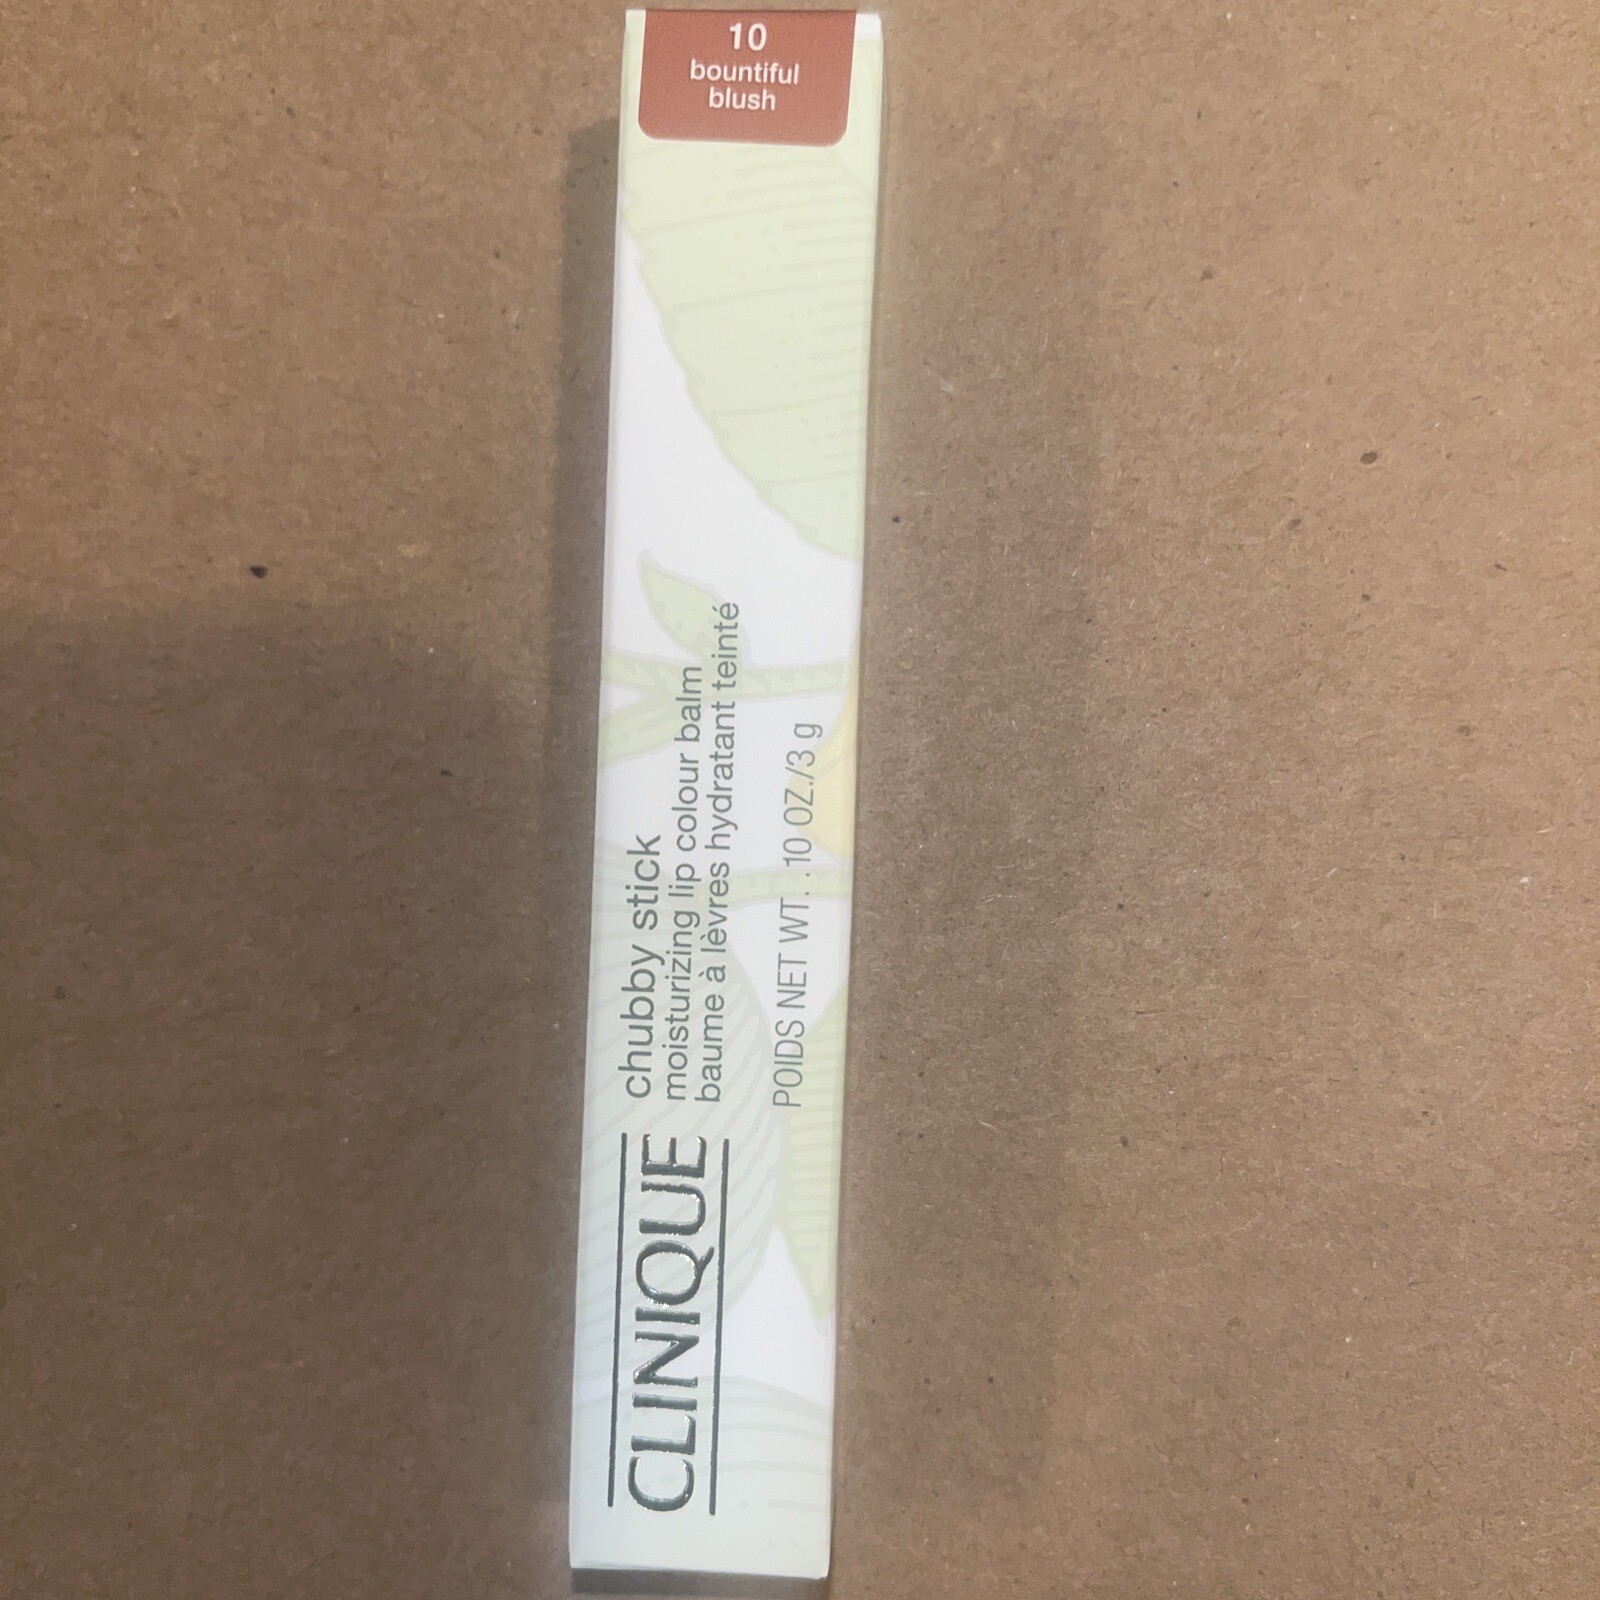 10
bountiful
blush
CLINIQUE
chubby stick
moisturizing lip colour balm
baume à lèvres hydratant teinté
POIDS NET WT. .10 OZ./3 g